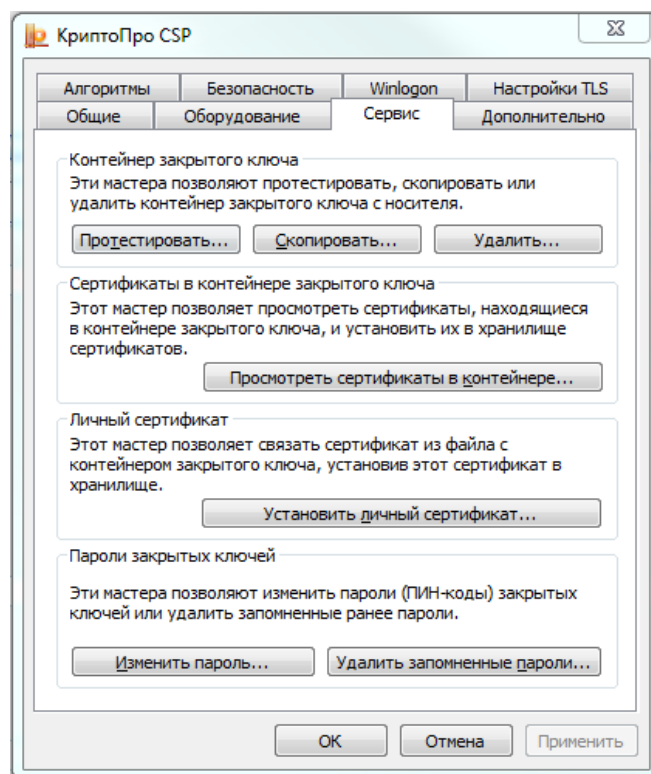 КриптоПро CSP
Алгоритмы Безопасность Winlogon Настройки TLS
Общие Оборудование Сервис Дополнительно
Контейнер закрытого ключа
Эти мастера позволяют протестировать, скопировать или
удалить контейнер закрытого ключа с носителя.
Протестировать... Скопировать... Удалить...
Сертификаты в контейнере закрытого ключа
Этот мастер позволяет просмотреть сертификаты, находящиеся
в контейнере закрытого ключа, и установить их в хранилище
сертификатов.
Просмотреть сертификаты в контейнере...
Личный сертификат
Этот мастер позволяет связать сертификат из файла с
контейнером закрытого ключа, установив этот сертификат в
хранилище.
Установить личный сертификат...
Пароли закрытых ключей
Эти мастера позволяют изменить пароли (ПИН-коды) закрытых
ключей или удалить запомненные ранее пароли.
Изменить пароль... Удалить запомненные пароли...
ОК Отмена Применить